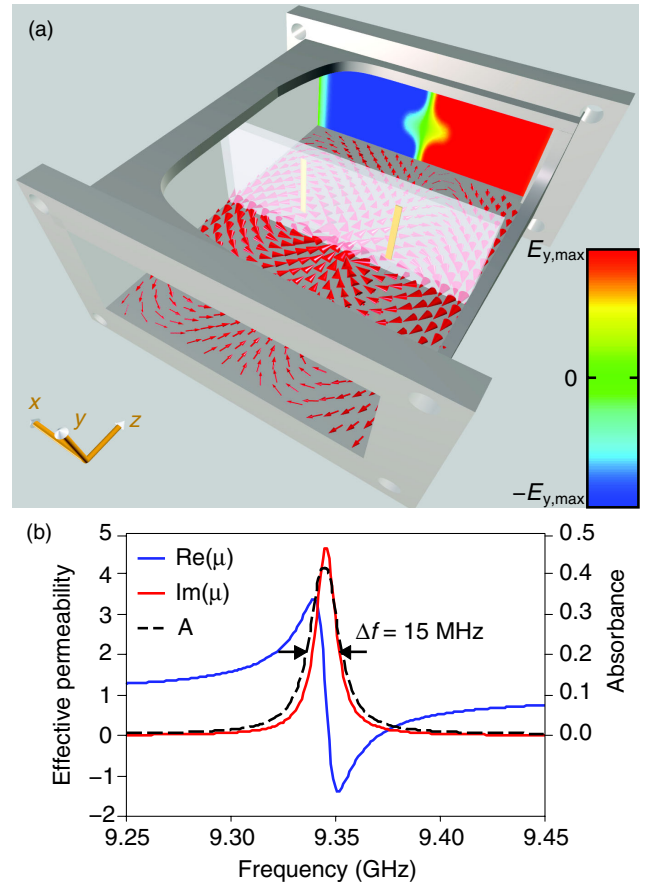 (a)
E_y,max
0
−E_y,max
x
y
z
(b)
Effective permeability
5
4
3
2
1
0
−1
−2
Re(μ)
Im(μ)
A
Δf = 15 MHz
0.5
0.4
0.3
0.2
0.1
0.0
Absorbance
9.25
9.30
9.35
9.40
9.45
Frequency (GHz)